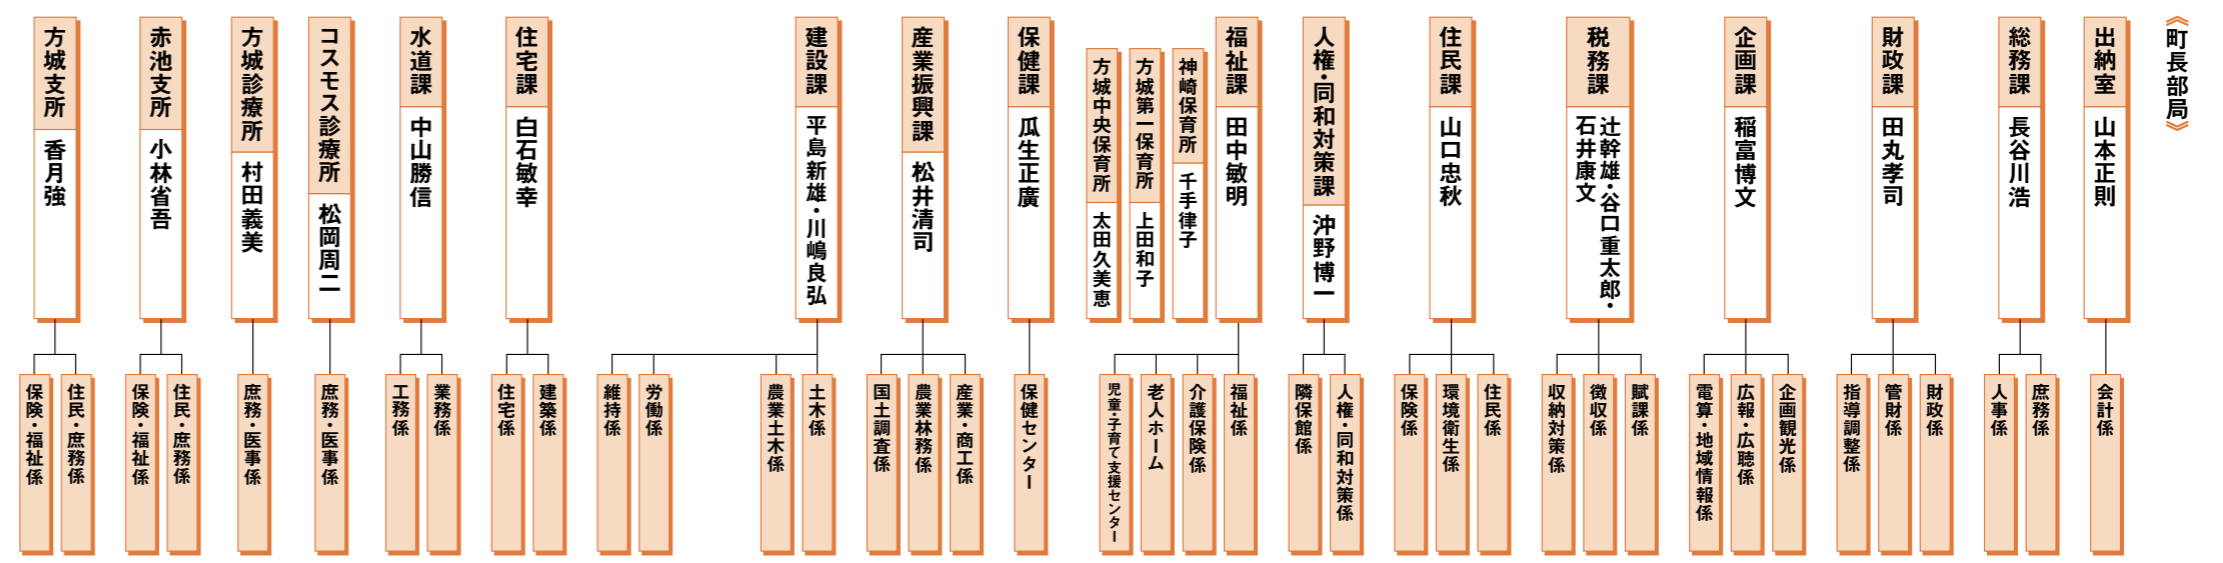 《町長部局》
出納室
山本正則
会計係
総務課
長谷川浩
庶務係
人事係
財政課
田丸孝司
財政係
管財係
指導調整係
企画課
稲富博文
企画観光係
広報・広聴係
電算・地域情報係
税務課
辻幹雄・谷口重太郎・
石井康文
賦課係
徴収係
収納対策係
住民課
山口忠秋
住民係
環境衛生係
保険係
人権・同和対策課
沖野博一
人権・同和対策係
隣保館係
福祉課
田中敏明
神崎保育所
千手律子
方城第一保育所
上田和子
方城中央保育所
太田久美恵
福祉係
介護保険係
老人ホーム
児童・子育て支援センター
保健課
瓜生正廣
保健センター
産業振興課
松井清司
産業・商工係
農業林務係
国土調査係
建設課
平島新雄・川嶋良弘
土木係
農業土木係
労働係
維持係
住宅課
白石敏幸
建築係
住宅係
水道課
中山勝信
業務係
工務係
コスモス診療所
松岡周二
庶務・医事係
方城診療所
村田義美
庶務・医事係
赤池支所
小林省吾
住民・庶務係
保険・福祉係
方城支所
香月強
住民・庶務係
保険・福祉係